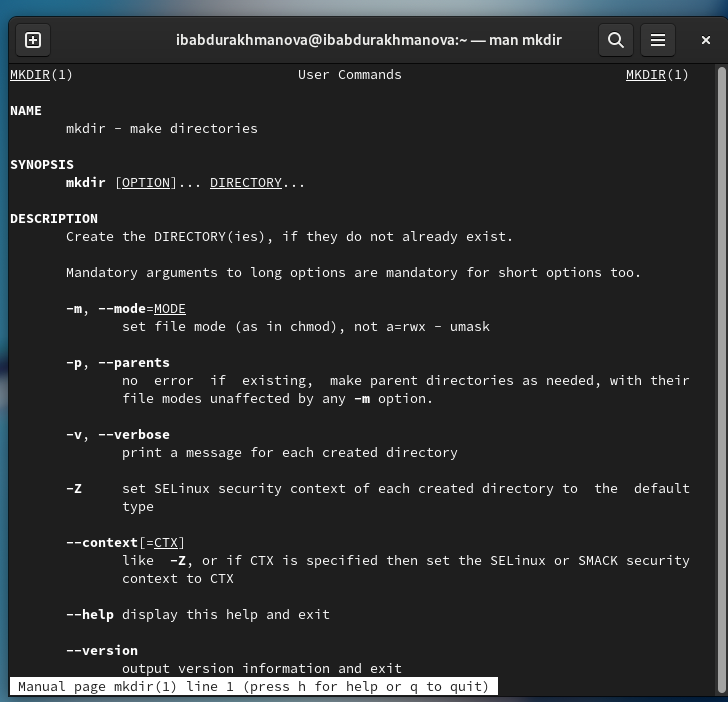 ibabdurakhmanova@ibabdurakhmanova:~ — man mkdir
MKDIR(1) User Commands MKDIR(1)
NAME
mkdir - make directories
SYNOPSIS
mkdir [OPTION]... DIRECTORY...
DESCRIPTION
Create the DIRECTORY(ies), if they do not already exist.
Mandatory arguments to long options are mandatory for short options too.
-m, --mode=MODE
set file mode (as in chmod), not a=rwx - umask
-p, --parents
no error if existing, make parent directories as needed, with their
file modes unaffected by any -m option.
-v, --verbose
print a message for each created directory
-Z set SELinux security context of each created directory to the default
type
--context[=CTX]
like -Z, or if CTX is specified then set the SELinux or SMACK security
context to CTX
--help display this help and exit
--version
output version information and exit
Manual page mkdir(1) line 1 (press h for help or q to quit)